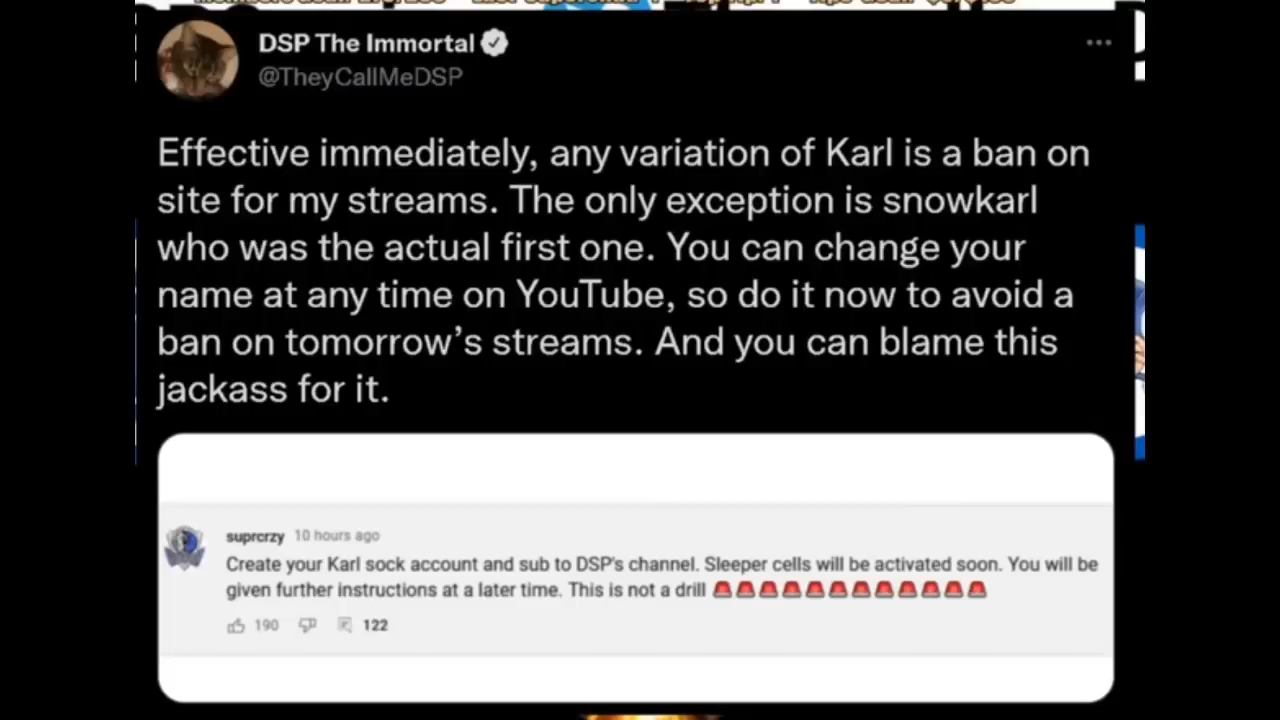 DSP The Immortal
@TheyCallMeDSP
Effective immediately, any variation of Karl is a ban on
site for my streams. The only exception is snowkarl
who was the actual first one. You can change your
name at any time on YouTube, so do it now to avoid a
ban on tomorrow’s streams. And you can blame this
jackass for it.
suprcrzy 10 hours ago
Create your Karl sock account and sub to DSP's channel. Sleeper cells will be activated soon. You will be
given further instructions at a later time. This is not a drill 🚨🚨🚨🚨🚨🚨🚨🚨🚨🚨🚨🚨
190 122